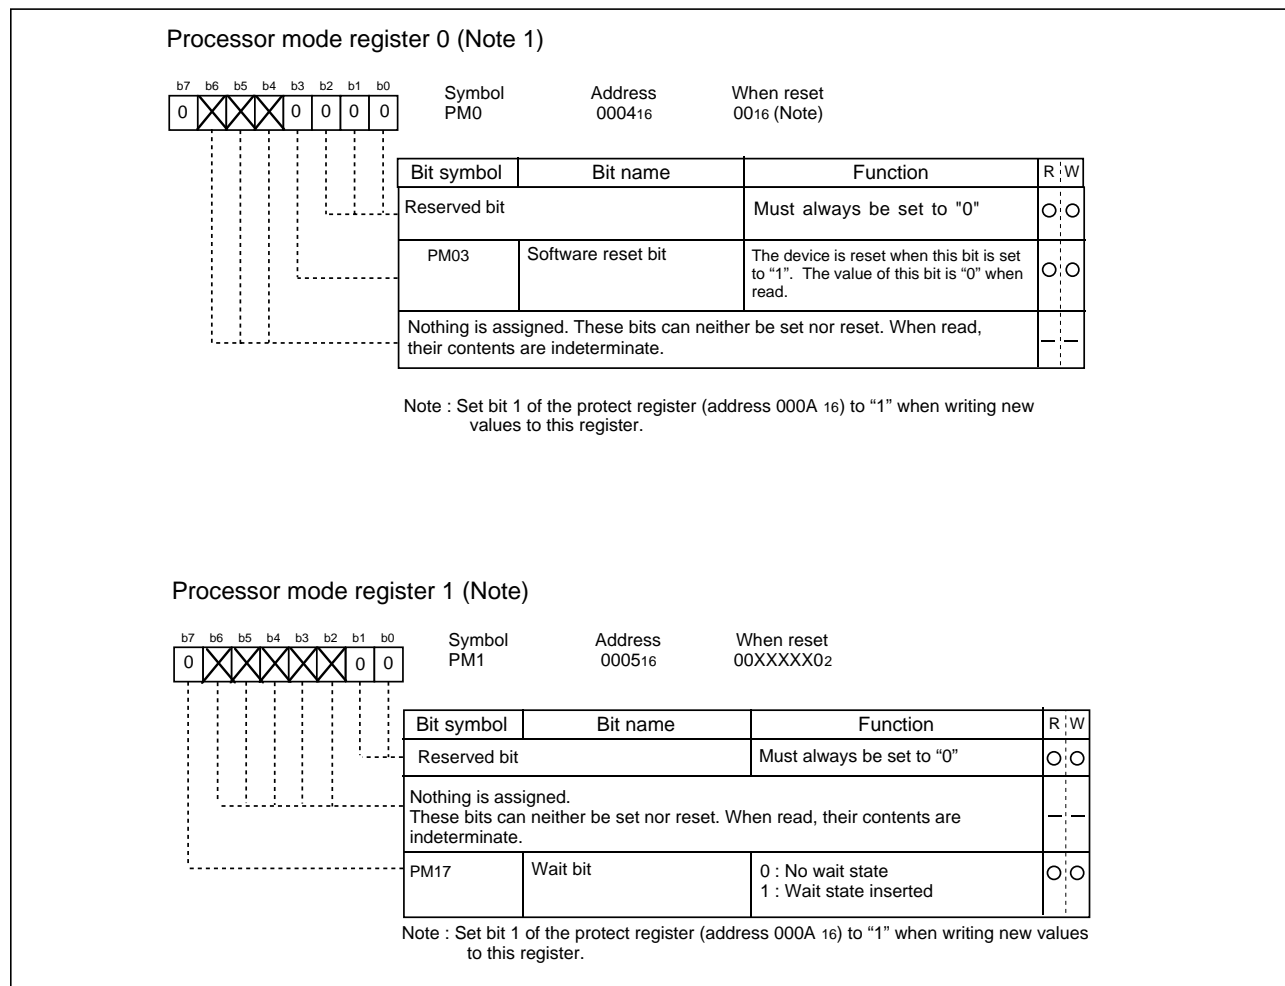 Processor mode register 0 (Note 1)
b7 b6 b5 b4 b3 b2 b1 b0
Symbol Address When reset
0 0 0 0 0
PM0 000416 0016 (Note)
Bit symbol Bit name Function R W
Reserved bit Must always be set to "0"
PM03 Software reset bit The device is reset when this bit is set
to “1”. The value of this bit is “0” when
read.
Nothing is assigned. These bits can neither be set nor reset. When read,
their contents are indeterminate.
Note : Set bit 1 of the protect register (address 000A 16) to “1” when writing new
values to this register.
Processor mode register 1 (Note)
b7 b6 b5 b4 b3 b2 b1 b0
Symbol Address When reset
0 0 0
PM1 000516 00XXXXX02
Bit symbol Bit name Function R W
Reserved bit Must always be set to “0”
Nothing is assigned.
These bits can neither be set nor reset. When read, their contents are
indeterminate.
PM17 Wait bit 0 : No wait state
1 : Wait state inserted
Note : Set bit 1 of the protect register (address 000A 16) to “1” when writing new values
to this register.